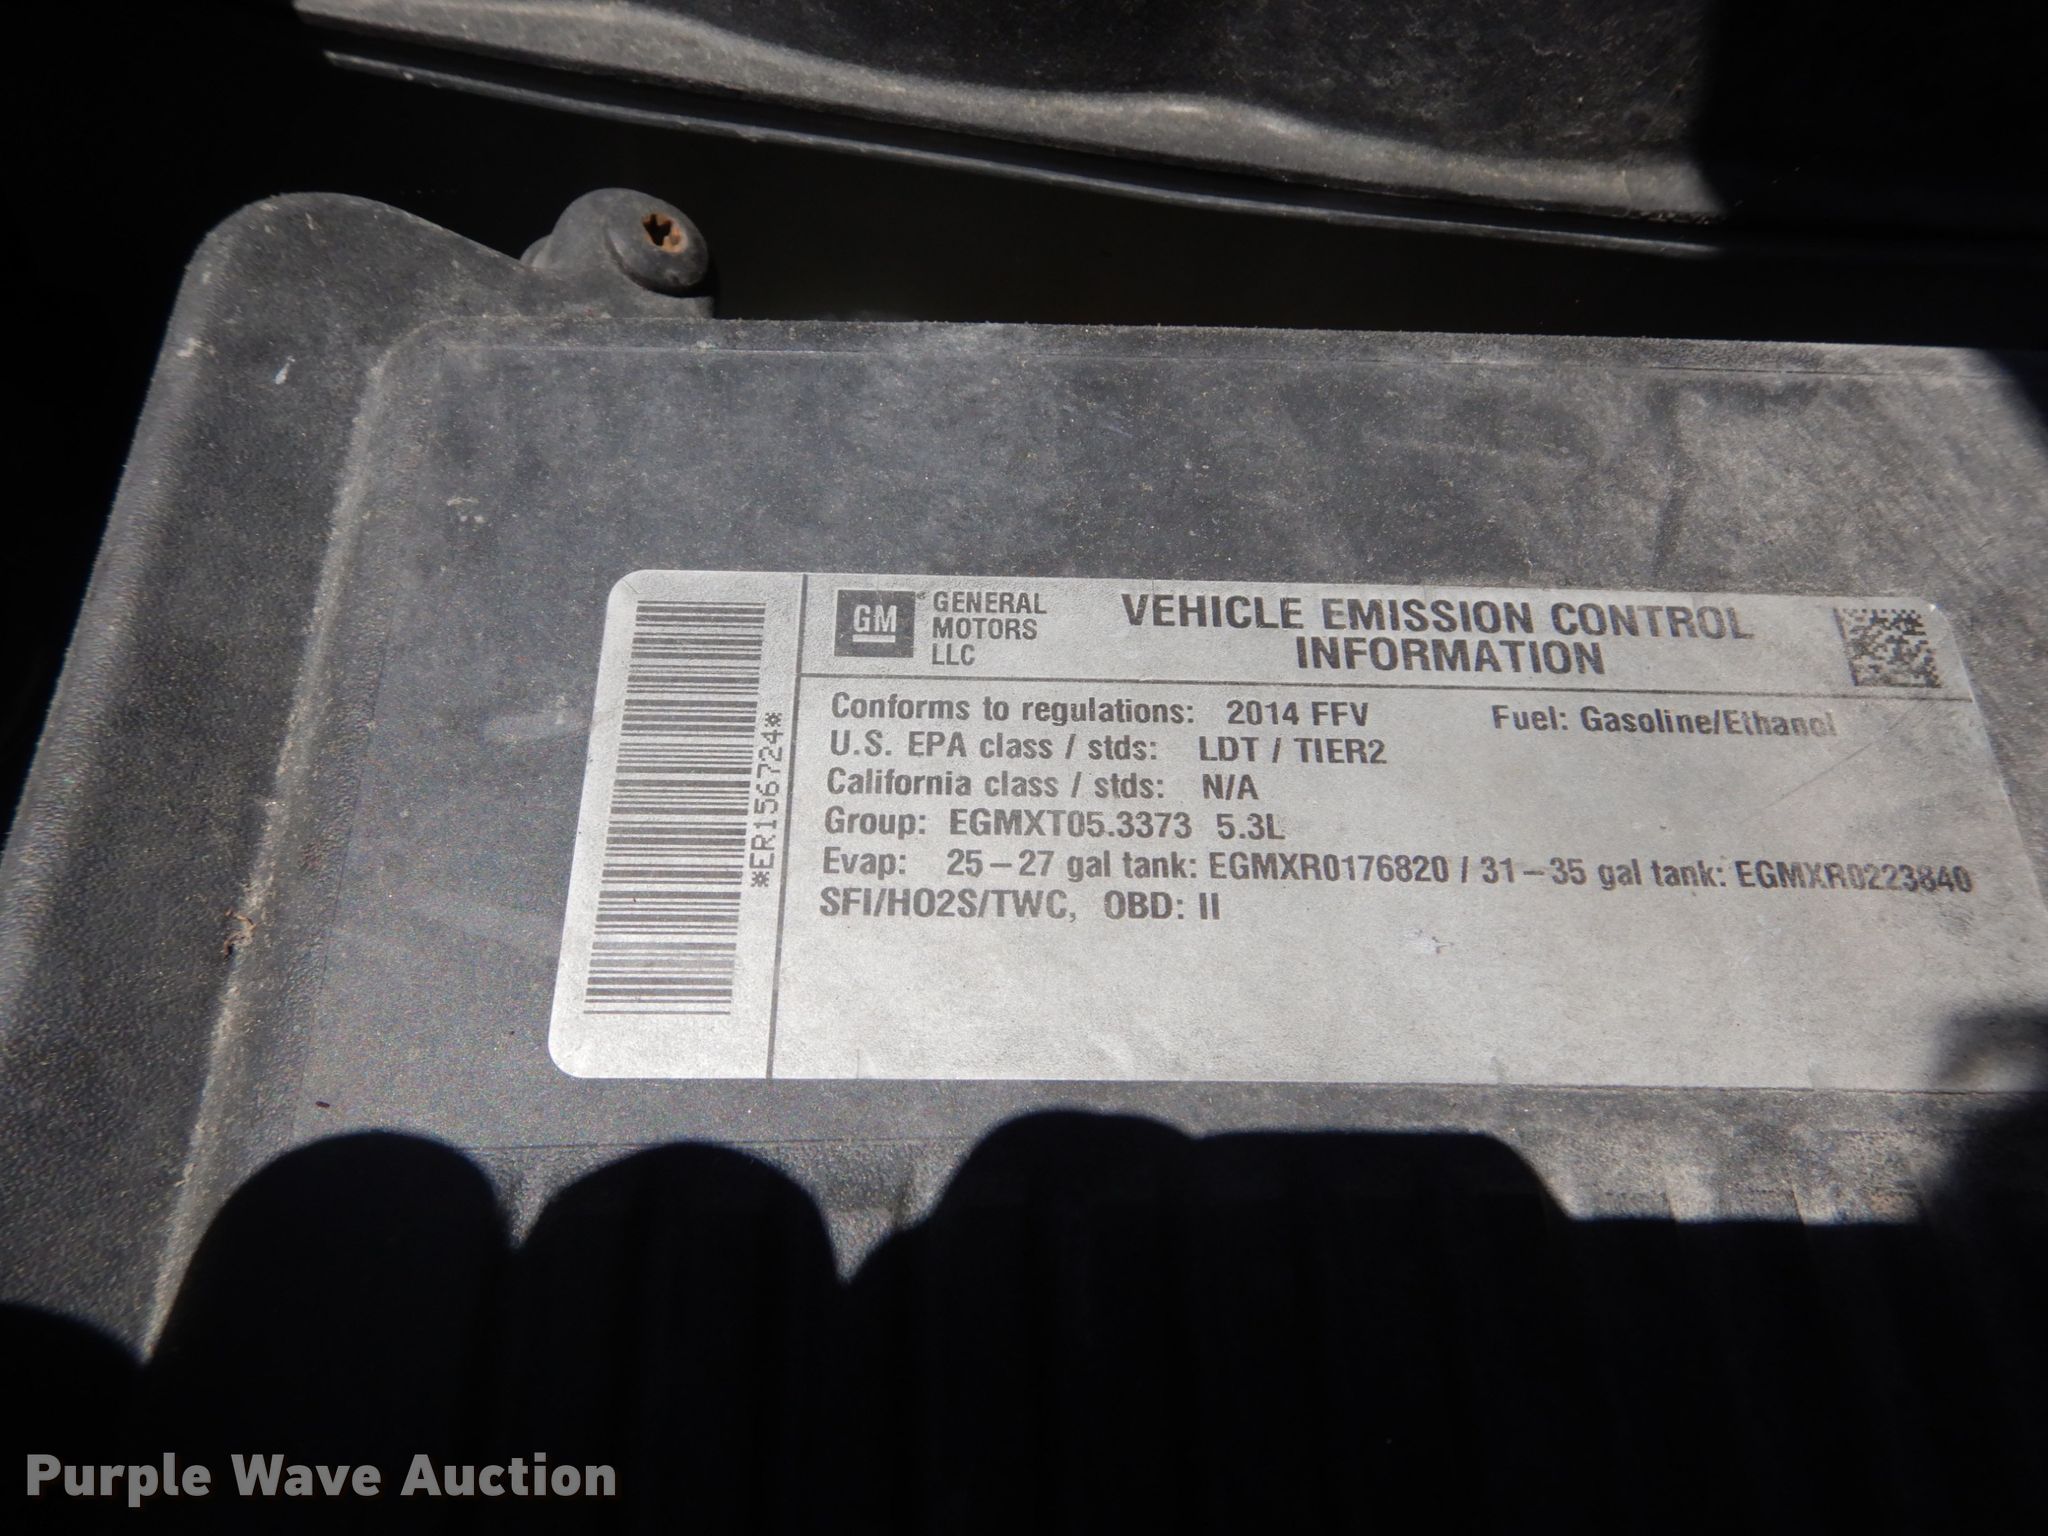 GM
GENERAL
MOTORS
LLC
VEHICLE EMISSION CONTROL
INFORMATION
*ER156724*
Conforms to regulations: 2014 FFV Fuel: Gasoline/Ethanol
U.S. EPA class / stds: LDT / TIER2
California class / stds: N/A
Group: EGMXT05.3373 5.3L
Evap: 25–27 gal tank: EGMXR0176820 / 31–35 gal tank: EGMXR0223840
SFI/HO2S/TWC, OBD: II
Purple Wave Auction